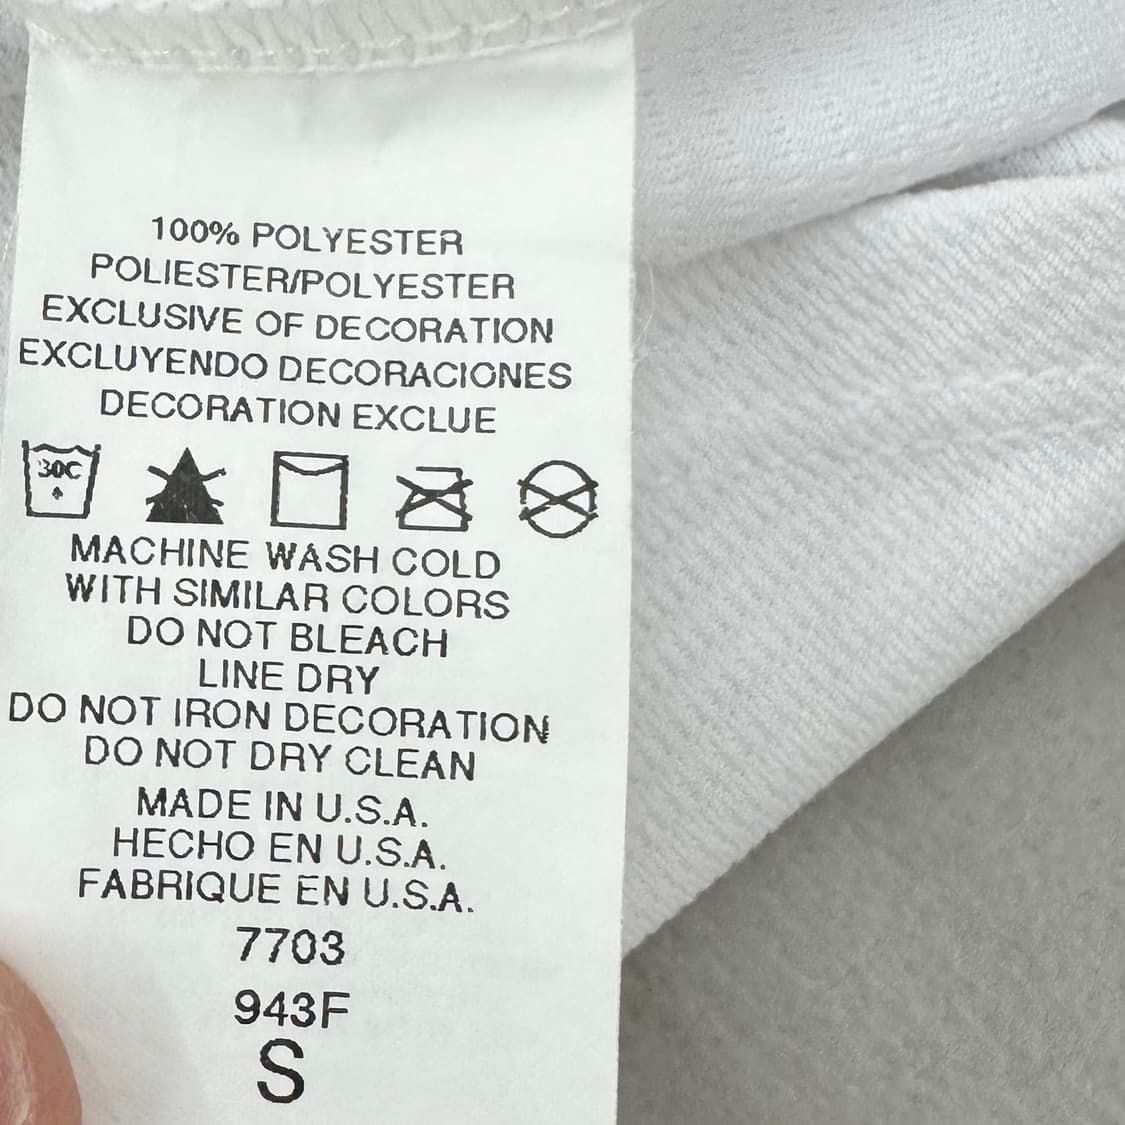 100% POLYESTER
POLIESTER/POLYESTER
EXCLUSIVE OF DECORATION
EXCLUYENDO DECORACIONES
DECORATION EXCLUE
30C
MACHINE WASH COLD
WITH SIMILAR COLORS
DO NOT BLEACH
LINE DRY
DO NOT IRON DECORATION
DO NOT DRY CLEAN
MADE IN U.S.A.
HECHO EN U.S.A.
FABRIQUE EN U.S.A.
7703
943F
S